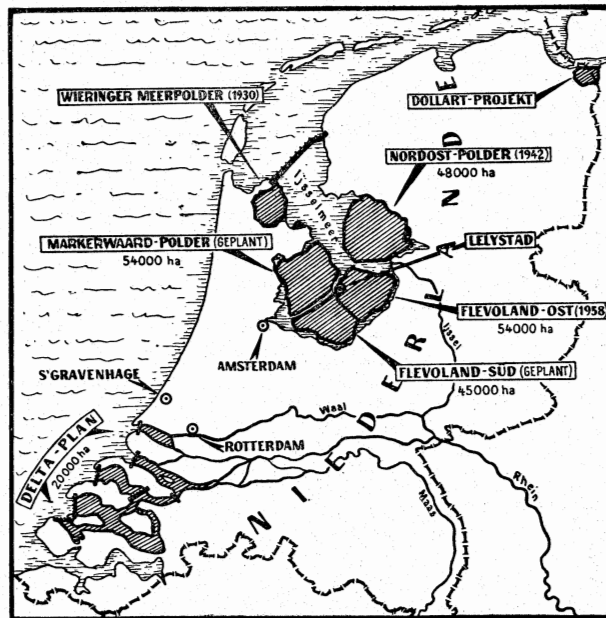 WIERINGER MEERPOLDER (1930)
DOLLART-PROJEKT
NORDOST-POLDER (1942)
48000 ha
Ijsselmeer
MARKERWAARD-POLDER (GEPLANT)
54000 ha
LELYSTAD
FLEVOLAND-OST (1958)
54000 ha
Ijssel
AMSTERDAM
FLEVOLAND-SÜD (GEPLANT)
45000 ha
S'GRAVENHAGE
DELTA-PLAN
20000 ha
ROTTERDAM
Waal
Rhein
Maas
NIEDERLANDE